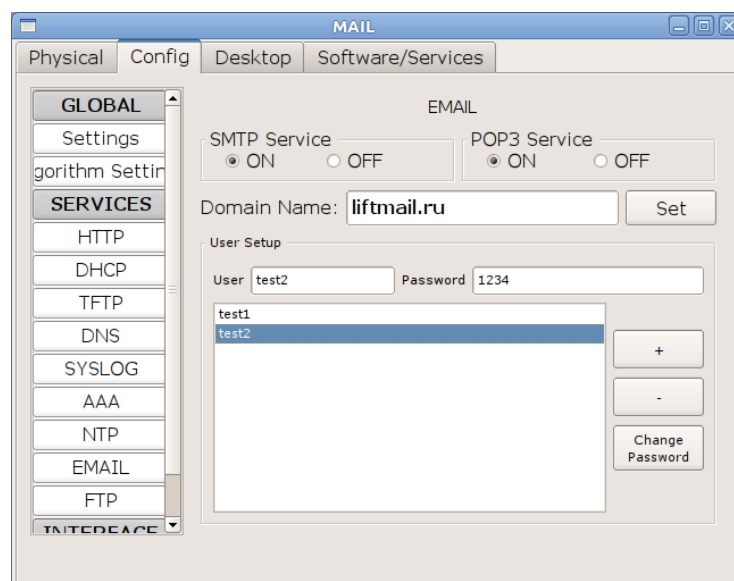 MAIL
Physical Config Desktop Software/Services
GLOBAL
Settings
gorithm Settin
SERVICES
HTTP
DHCP
TFTP
DNS
SYSLOG
AAA
NTP
EMAIL
FTP
INTERFACE
EMAIL
SMTP Service
ON OFF
POP3 Service
ON OFF
Domain Name: liftmail.ru Set
User Setup
User test2 Password 1234
test1
test2
+
-
Change
Password